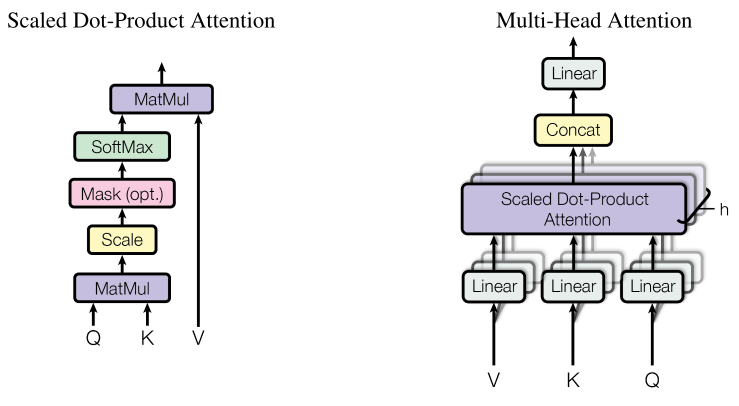 Scaled Dot-Product Attention
MatMul
SoftMax
Mask (opt.)
Scale
MatMul
Q K V
Multi-Head Attention
Linear
Concat
Scaled Dot-Product
Attention
h
Linear Linear Linear
V K Q